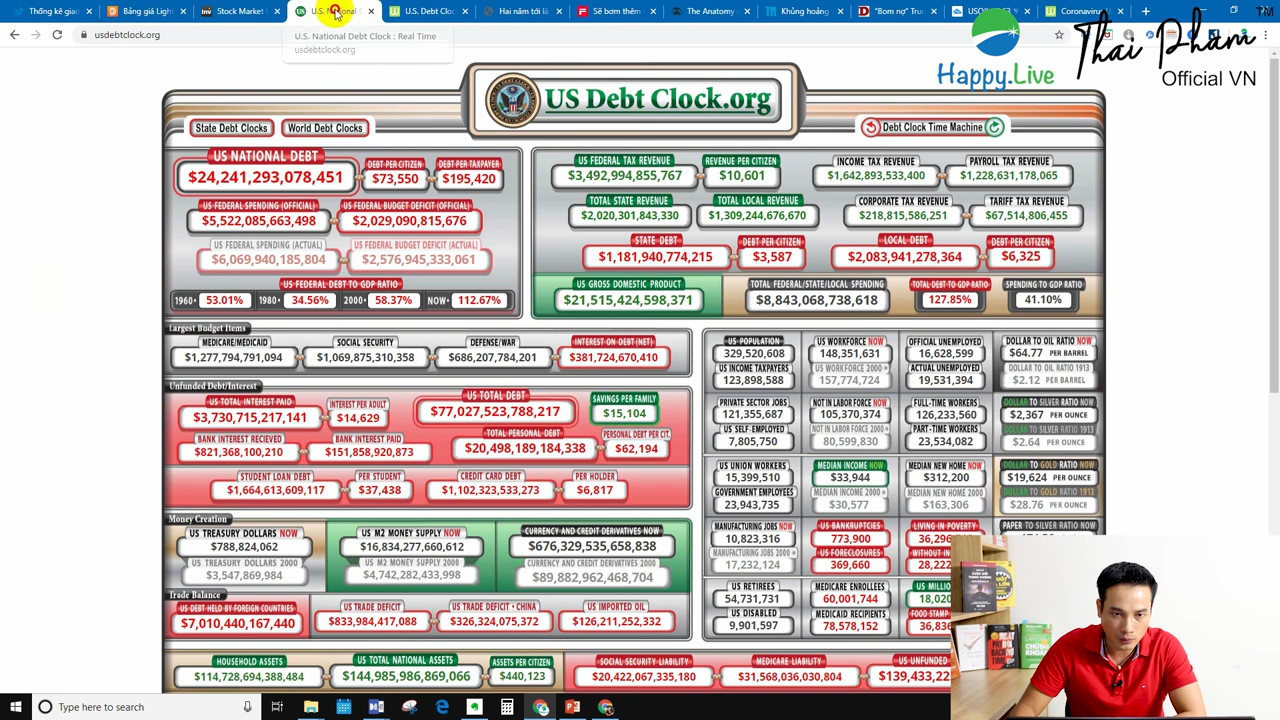 Thống kê giao
Bảng giá Light
Stock Market
U.S. National
U.S. Debt Cloc
Hai năm tới là
Sẽ bơm thêm
The Anatomy
Khủng hoảng
"Bom nợ" Trun
USOIL
Coronavirus
usdebtclock.org
U.S. National Debt Clock : Real Time
usdebtclock.org
Happy.Live
Thai Pham
TM
Official VN
US Debt Clock.org
State Debt Clocks
World Debt Clocks
Debt Clock Time Machine
US NATIONAL DEBT
$24,241,293,078,451
DEBT PER CITIZEN
$73,550
DEBT PER TAXPAYER
$195,420
US FEDERAL SPENDING (OFFICIAL)
$5,522,085,663,498
US FEDERAL BUDGET DEFICIT (OFFICIAL)
$2,029,090,815,676
US FEDERAL SPENDING (ACTUAL)
$6,069,940,185,804
US FEDERAL BUDGET DEFICIT (ACTUAL)
$2,576,945,333,061
US FEDERAL DEBT TO GDP RATIO
1960• 53.01% 1980• 34.56% 2000• 58.37% NOW• 112.67%
US FEDERAL TAX REVENUE
$3,492,994,855,767
REVENUE PER CITIZEN
$10,601
INCOME TAX REVENUE
$1,642,893,533,400
PAYROLL TAX REVENUE
$1,228,631,178,065
TOTAL STATE REVENUE
$2,020,301,843,330
TOTAL LOCAL REVENUE
$1,309,244,676,670
CORPORATE TAX REVENUE
$218,815,586,251
TARIFF TAX REVENUE
$67,514,806,455
STATE DEBT
$1,181,940,774,215
DEBT PER CITIZEN
$3,587
LOCAL DEBT
$2,083,941,278,364
DEBT PER CITIZEN
$6,325
US GROSS DOMESTIC PRODUCT
$21,515,424,598,371
TOTAL FEDERAL/STATE/LOCAL SPENDING
$8,843,068,738,618
TOTAL DEBT TO GDP RATIO
127.85%
SPENDING TO GDP RATIO
41.10%
Largest Budget Items
MEDICARE/MEDICAID
$1,277,794,791,094
SOCIAL SECURITY
$1,069,875,310,358
DEFENSE/WAR
$686,207,784,201
INTEREST ON DEBT (NET)
$381,724,670,410
Unfunded Debt/Interest
US TOTAL INTEREST PAID
$3,730,715,217,141
INTEREST PER ADULT
$14,629
US TOTAL DEBT
$77,027,523,788,217
SAVINGS PER FAMILY
$15,104
BANK INTEREST RECIEVED
$821,368,100,210
BANK INTEREST PAID
$151,858,920,873
TOTAL PERSONAL DEBT
$20,498,189,184,338
PERSONAL DEBT PER CIT.
$62,194
STUDENT LOAN DEBT
$1,664,613,609,117
PER STUDENT
$37,438
CREDIT CARD DEBT
$1,102,323,533,273
PER HOLDER
$6,817
Money Creation
US TREASURY DOLLARS NOW
$788,824,062
US TREASURY DOLLARS 2000
$3,547,869,984
US M2 MONEY SUPPLY NOW
$16,834,277,660,612
US M2 MONEY SUPPLY 2000
$4,742,282,433,998
CURRENCY AND CREDIT DERIVATIVES NOW
$676,329,535,658,838
CURRENCY AND CREDIT DERIVATIVES 2000
$89,882,962,468,704
Trade Balance
US DEBT HELD BY FOREIGN COUNTRIES
$7,010,440,167,440
US TRADE DEFICIT
$833,984,417,088
US TRADE DEFICIT • CHINA
$326,324,075,372
US IMPORTED OIL
$126,211,252,332
US POPULATION
329,520,608
US WORKFORCE NOW
148,351,631
OFFICIAL UNEMPLOYED
16,628,599
DOLLAR TO OIL RATIO NOW
$64.77 PER BARREL
US INCOME TAXPAYERS
123,898,588
US WORKFORCE 2000
157,774,724
ACTUAL UNEMPLOYED
19,531,394
DOLLAR TO OIL RATIO 1913
$2.12 PER BARREL
PRIVATE SECTOR JOBS
121,355,687
NOT IN LABOR FORCE NOW
105,370,374
FULL-TIME WORKERS
126,233,560
DOLLAR TO SILVER RATIO NOW
$2,367 PER OUNCE
US SELF-EMPLOYED
7,805,750
NOT IN LABOR FORCE 2000
80,599,830
PART-TIME WORKERS
23,534,082
DOLLAR TO SILVER RATIO 1913
$2.64 PER OUNCE
US UNION WORKERS
15,399,510
MEDIAN INCOME NOW
$33,944
MEDIAN NEW HOME NOW
$312,200
DOLLAR TO GOLD RATIO NOW
$19,624 PER OUNCE
GOVERNMENT EMPLOYEES
23,943,735
MEDIAN INCOME 2000
$30,577
MEDIAN NEW HOME 2000
$163,306
DOLLAR TO GOLD RATIO 1913
$28.76 PER OUNCE
MANUFACTURING JOBS NOW
10,823,316
US BANKRUPTCIES
773,900
LIVING IN POVERTY
36,296
PAPER TO SILVER RATIO NOW
MANUFACTURING JOBS 2000
17,232,124
US FORECLOSURES
369,660
WITHOUT IN
28,222
US RETIREES
54,731,731
MEDICARE ENROLLEES
60,001,744
US MILLI
18,020
US DISABLED
9,901,597
MEDICAID RECIPIENTS
78,578,152
FOOD STAMP
36,836
HOUSEHOLD ASSETS
$114,728,694,388,484
US TOTAL NATIONAL ASSETS
$144,985,986,869,066
ASSETS PER CITIZEN
$440,123
SOCIAL SECURITY LIABILITY
$20,422,067,335,180
MEDICARE LIABILITY
$31,568,036,030,804
US UNFUNDED
$139,433,22
Type here to search